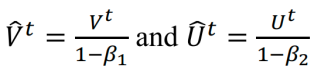 V̂ᵗ = Vᵗ / (1−β₁) and Ûᵗ = Uᵗ / (1−β₂)